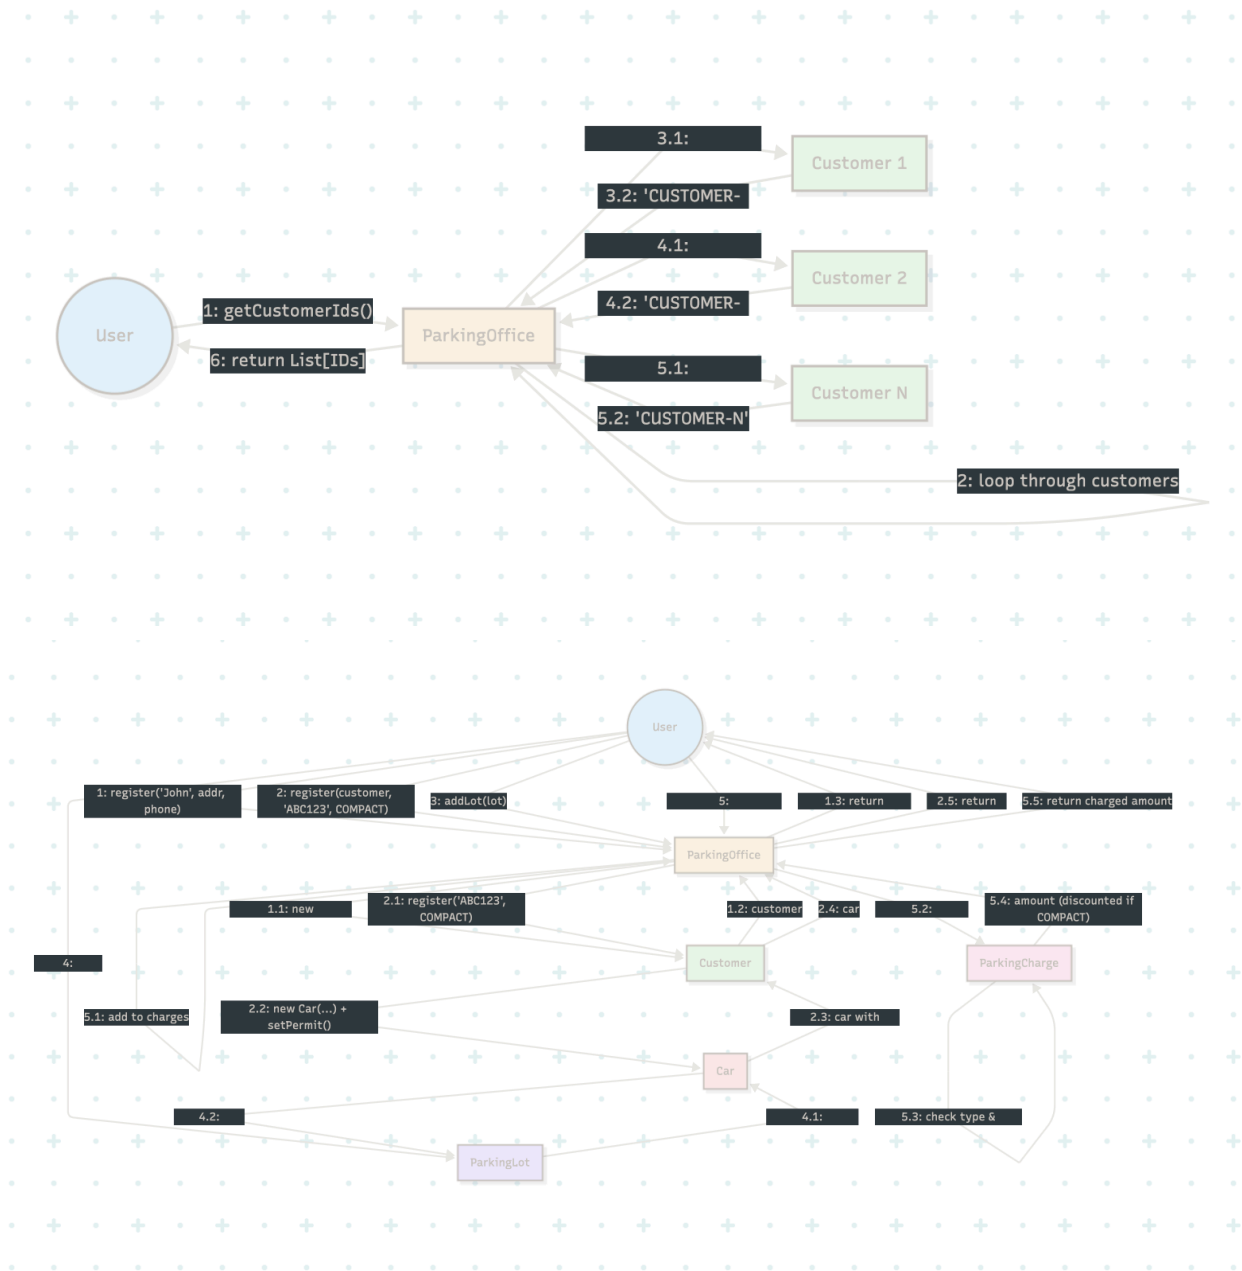 3.1:
Customer 1
3.2: 'CUSTOMER-
4.1:
Customer 2
4.2: 'CUSTOMER-
1: getCustomerIds()
User
ParkingOffice
6: return List[IDs]
5.1:
Customer N
5.2: 'CUSTOMER-N'
2: loop through customers
User
1: register('John', addr,
phone)
2: register(customer,
'ABC123', COMPACT)
3: addLot(lot)
5:
1.3: return
2.5: return
5.5: return charged amount
ParkingOffice
1.1: new
2.1: register('ABC123',
COMPACT)
1.2: customer
2.4: car
5.2:
5.4: amount (discounted if
COMPACT)
4:
Customer
ParkingCharge
5.1: add to charges
2.2: new Car(...) +
setPermit()
2.3: car with
Car
4.2:
4.1:
5.3: check type &
ParkingLot